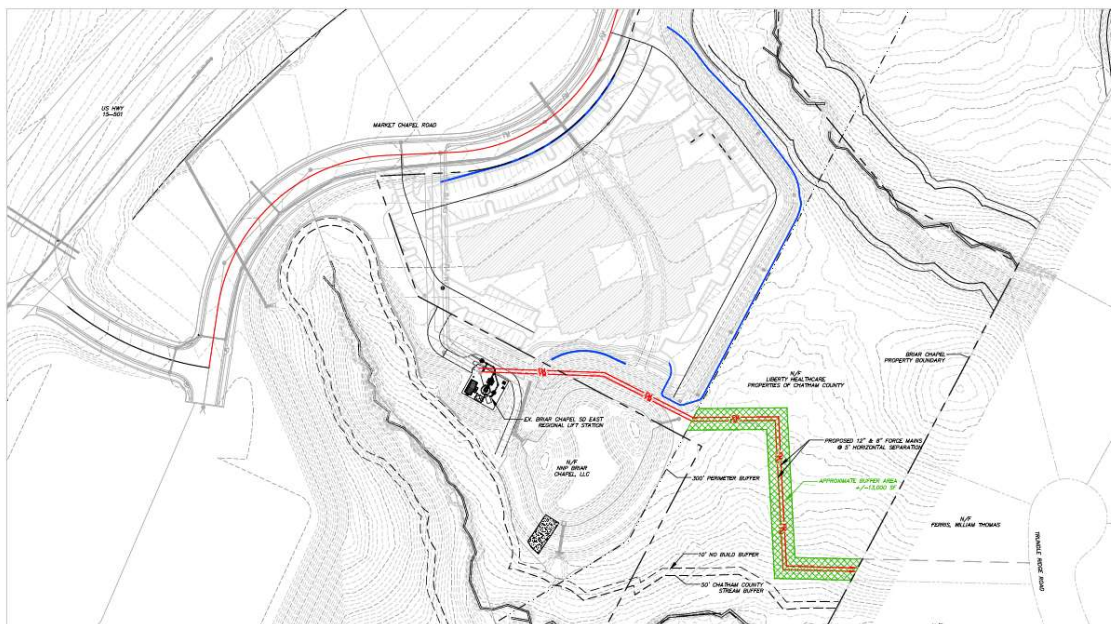 US HWY
15-501
MARKET CHAPEL ROAD
BRIAR CHAPEL
PROPERTY BOUNDARY
N/F
LIBERTY HEALTHCARE
PROPERTIES OF CHATHAM COUNTY
EX. BRIAR CHAPEL SD EAST
REGIONAL LIFT STATION
PROPOSED 12" & 8" FORCE MAINS
@ 5' HORIZONTAL SEPARATION
N/F
NNP BRIAR
CHAPEL, LLC
300' PERIMETER BUFFER
APPROXIMATE BUFFER AREA
+/-13,000 SF
N/F
FERRIS, WILLIAM THOMAS
10' NO BUILD BUFFER
50' CHATHAM COUNTY
STREAM BUFFER
RIDGE ROAD